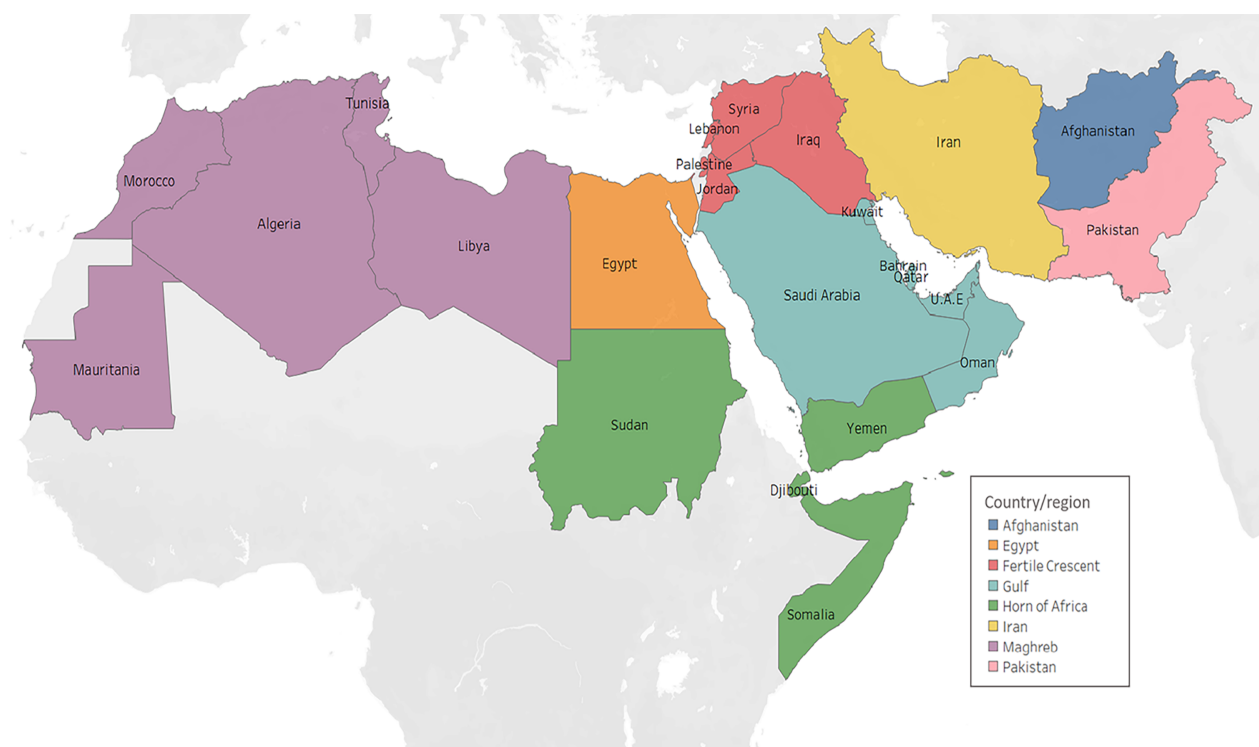 Tunisia
Syria
Lebanon
Iraq
Iran
Afghanistan
Palestine
Morocco
Jordan
Algeria
Kuwait
Pakistan
Libya
Egypt
Bahrain
Qatar
Saudi Arabia
U.A.E
Mauritania
Oman
Sudan
Yemen
Djibouti
Somalia
Country/region
Afghanistan
Egypt
Fertile Crescent
Gulf
Horn of Africa
Iran
Maghreb
Pakistan